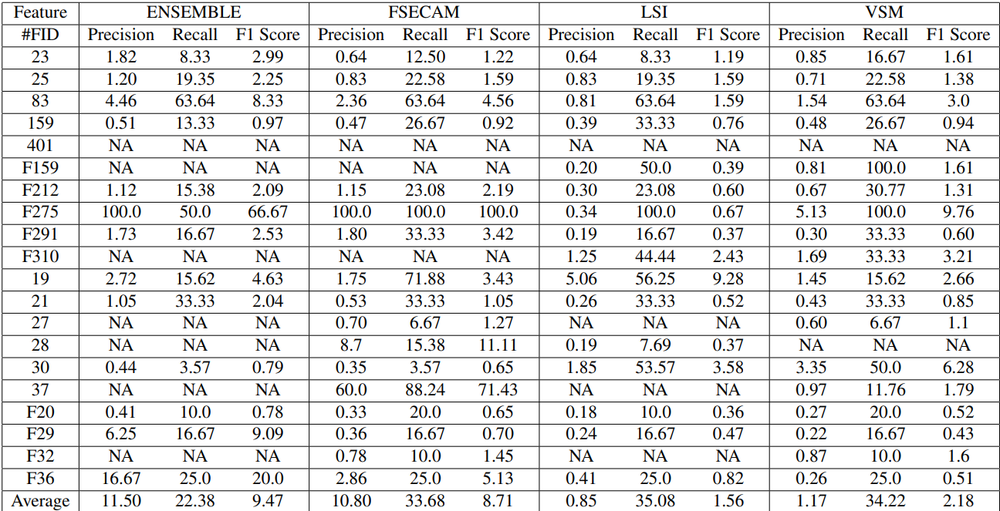 Feature ENSEMBLE FSECAM LSI VSM
#FID Precision Recall F1 Score Precision Recall F1 Score Precision Recall F1 Score Precision Recall F1 Score
23 1.82 8.33 2.99 0.64 12.50 1.22 0.64 8.33 1.19 0.85 16.67 1.61
25 1.20 19.35 2.25 0.83 22.58 1.59 0.83 19.35 1.59 0.71 22.58 1.38
83 4.46 63.64 8.33 2.36 63.64 4.56 0.81 63.64 1.59 1.54 63.64 3.0
159 0.51 13.33 0.97 0.47 26.67 0.92 0.39 33.33 0.76 0.48 26.67 0.94
401 NA NA NA NA NA NA NA NA NA NA NA NA
F159 NA NA NA NA NA NA 0.20 50.0 0.39 0.81 100.0 1.61
F212 1.12 15.38 2.09 1.15 23.08 2.19 0.30 23.08 0.60 0.67 30.77 1.31
F275 100.0 50.0 66.67 100.0 100.0 100.0 0.34 100.0 0.67 5.13 100.0 9.76
F291 1.73 16.67 2.53 1.80 33.33 3.42 0.19 16.67 0.37 0.30 33.33 0.60
F310 NA NA NA NA NA NA 1.25 44.44 2.43 1.69 33.33 3.21
19 2.72 15.62 4.63 1.75 71.88 3.43 5.06 56.25 9.28 1.45 15.62 2.66
21 1.05 33.33 2.04 0.53 33.33 1.05 0.26 33.33 0.52 0.43 33.33 0.85
27 NA NA NA 0.70 6.67 1.27 NA NA NA 0.60 6.67 1.1
28 NA NA NA 8.7 15.38 11.11 0.19 7.69 0.37 NA NA NA
30 0.44 3.57 0.79 0.35 3.57 0.65 1.85 53.57 3.58 3.35 50.0 6.28
37 NA NA NA 60.0 88.24 71.43 NA NA NA 0.97 11.76 1.79
F20 0.41 10.0 0.78 0.33 20.0 0.65 0.18 10.0 0.36 0.27 20.0 0.52
F29 6.25 16.67 9.09 0.36 16.67 0.70 0.24 16.67 0.47 0.22 16.67 0.43
F32 NA NA NA 0.78 10.0 1.45 NA NA NA 0.87 10.0 1.6
F36 16.67 25.0 20.0 2.86 25.0 5.13 0.41 25.0 0.82 0.26 25.0 0.51
Average 11.50 22.38 9.47 10.80 33.68 8.71 0.85 35.08 1.56 1.17 34.22 2.18